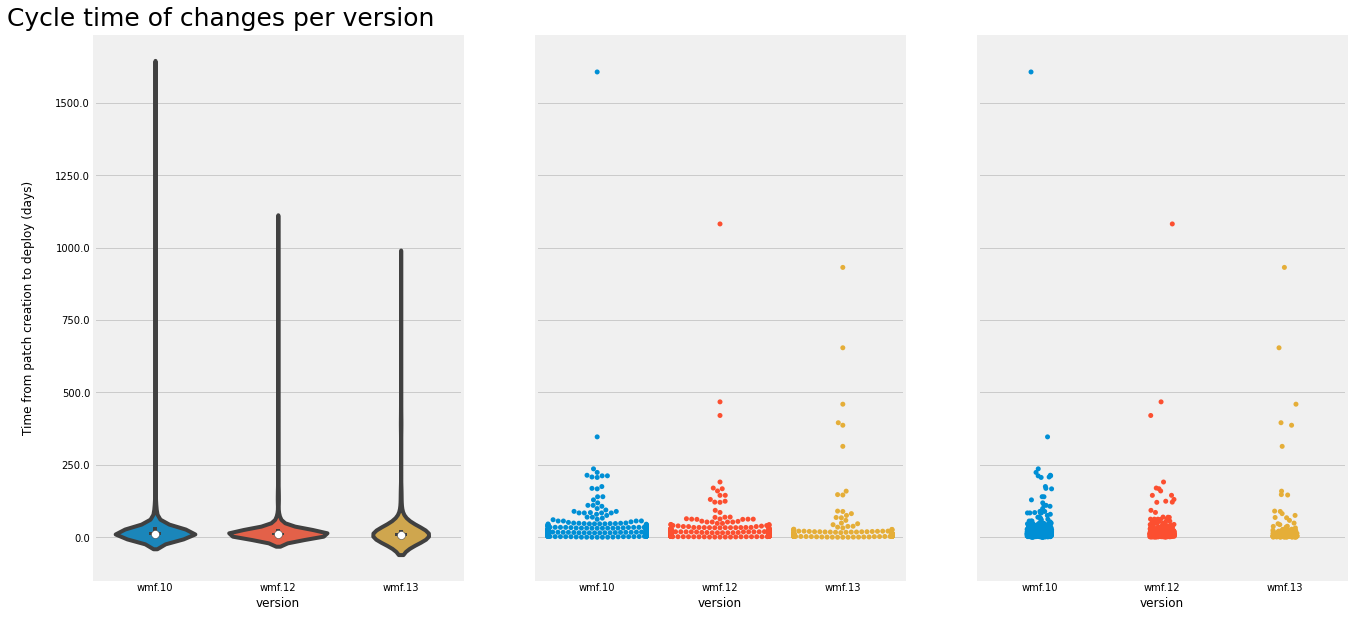 Cycle time of changes per version
Time from patch creation to deploy (days)
1500.0
1250.0
1000.0
750.0
500.0
250.0
0.0
wmf.10 wmf.12 wmf.13
version
wmf.10 wmf.12 wmf.13
version
wmf.10 wmf.12 wmf.13
version